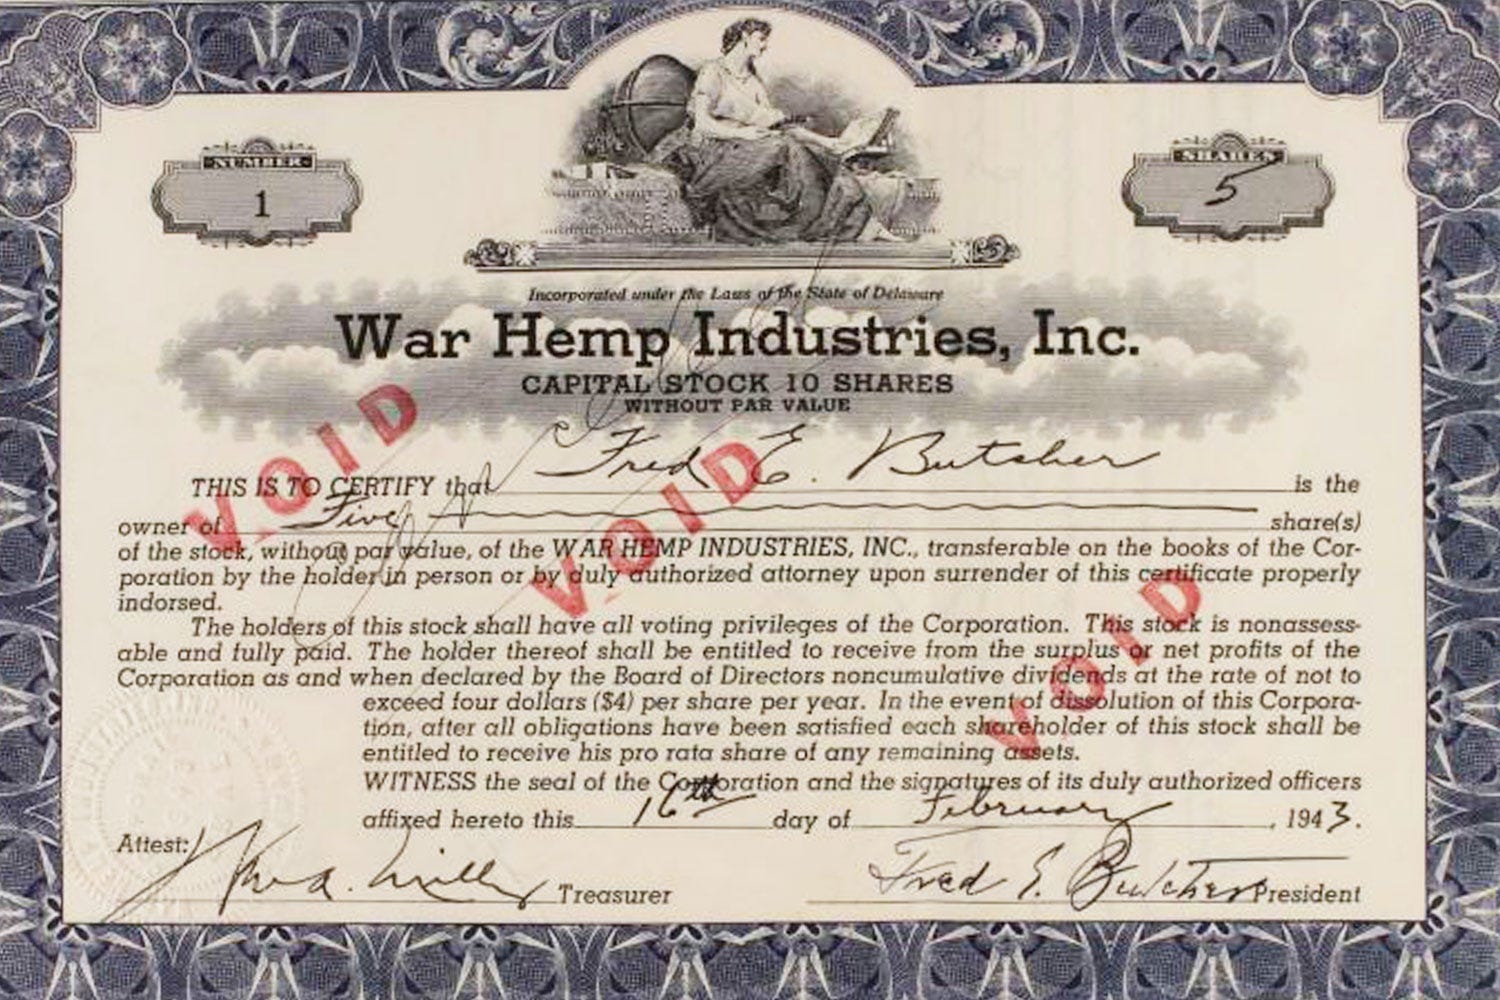 NUMBER
1
SHARES
5
Incorporated under the Laws of the State of Delaware
War Hemp Industries, Inc.
CAPITAL STOCK 10 SHARES
WITHOUT PAR VALUE
THIS IS TO CERTIFY that Fred E. Butcher is the
owner of Five share(s)
of the stock, without par value, of the WAR HEMP INDUSTRIES, INC., transferable on the books of the Cor-
poration by the holder in person or by duly authorized attorney upon surrender of this certificate properly
indorsed.
The holders of this stock shall have all voting privileges of the Corporation. This stock is nonassess-
able and fully paid. The holder thereof shall be entitled to receive from the surplus or net profits of the
Corporation as and when declared by the Board of Directors noncumulative dividends at the rate of not to
exceed four dollars ($4) per share per year. In the event of dissolution of this Corpora-
tion, after all obligations have been satisfied each shareholder of this stock shall be
entitled to receive his pro rata share of any remaining assets.
WITNESS the seal of the Corporation and the signatures of its duly authorized officers
affixed hereto this 16th day of February, 1943.
Attest: Treasurer
Fred E. Butcher President
VOID
VOID
VOID